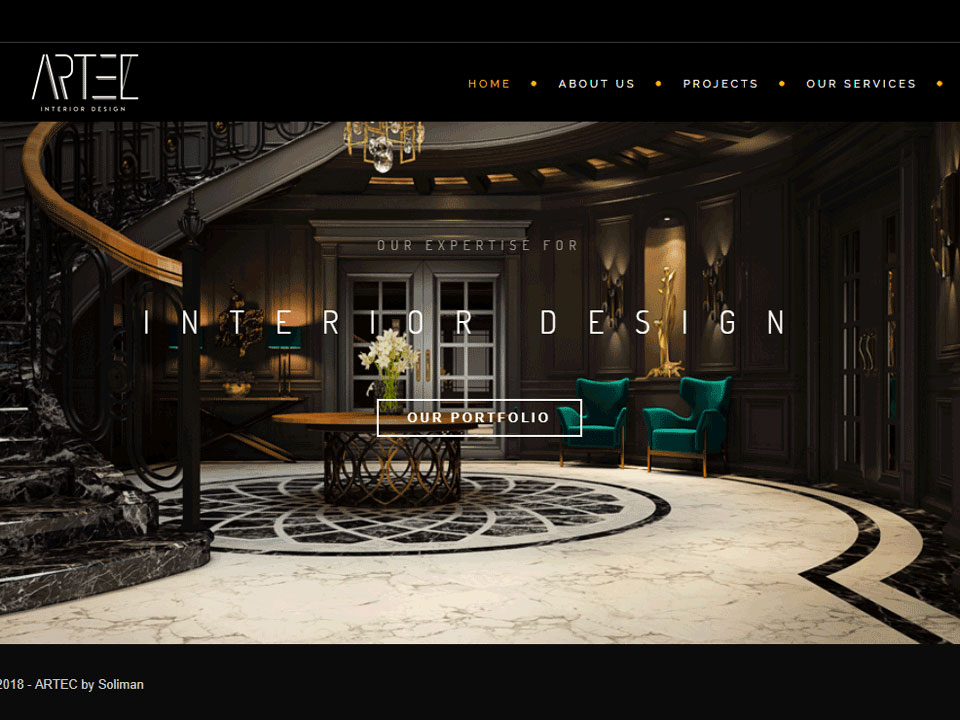 ARTEC
INTERIOR DESIGN
HOME • ABOUT US • PROJECTS • OUR SERVICES •
OUR EXPERTISE FOR
INTERIOR DESIGN
OUR PORTFOLIO
2018 - ARTEC by Soliman